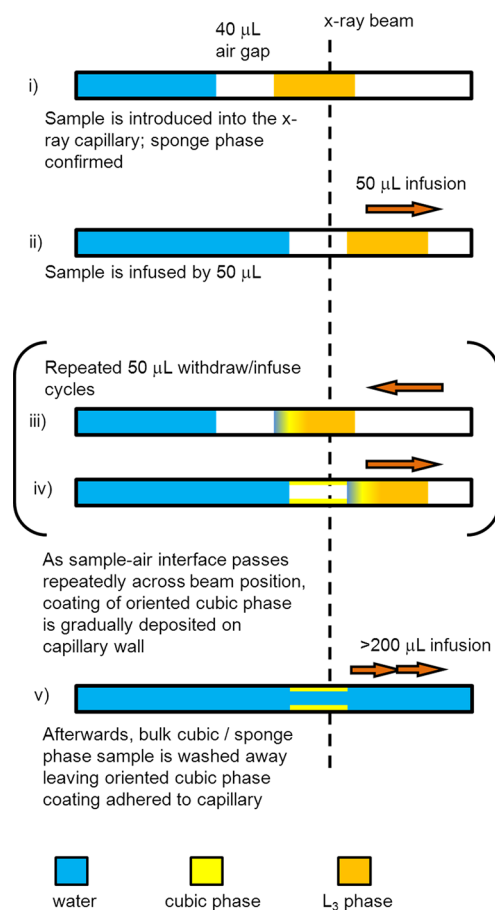 40 μL
air gap
x-ray beam
i)
Sample is introduced into the x-
ray capillary; sponge phase
confirmed
50 μL infusion
ii)
Sample is infused by 50 μL
Repeated 50 μL withdraw/infuse
cycles
iii)
iv)
As sample-air interface passes
repeatedly across beam position,
coating of oriented cubic phase
is gradually deposited on
capillary wall
>200 μL infusion
v)
Afterwards, bulk cubic / sponge
phase sample is washed away
leaving oriented cubic phase
coating adhered to capillary
water
cubic phase
L₃ phase